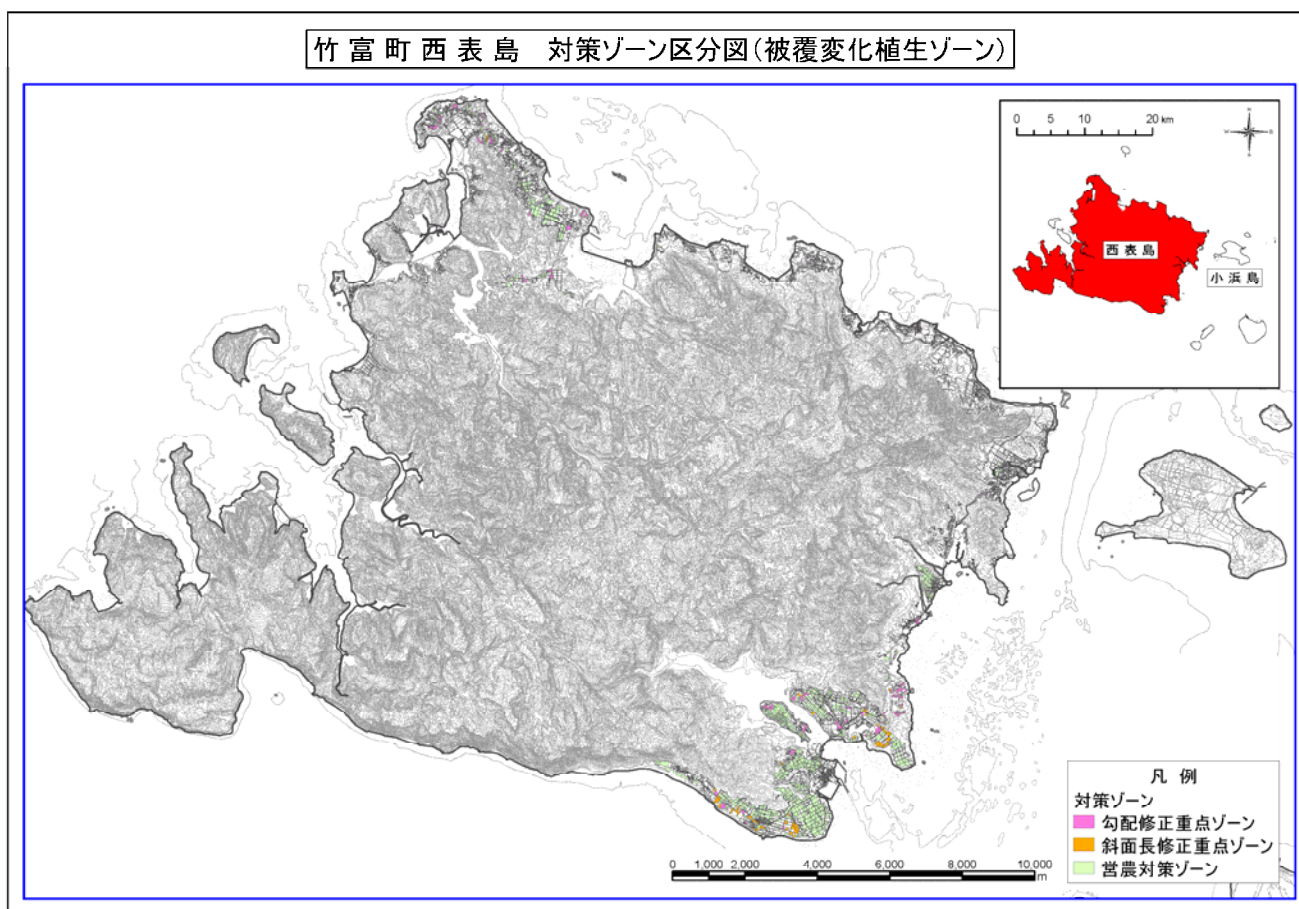 竹富町西表島 対策ゾーン区分図(被覆変化植生ゾーン)
0 5 10 20 km
西表島
小浜島
凡例
対策ゾーン
勾配修正重点ゾーン
斜面長修正重点ゾーン
営農対策ゾーン
0 1,000 2,000 4,000 6,000 8,000 10,000
m